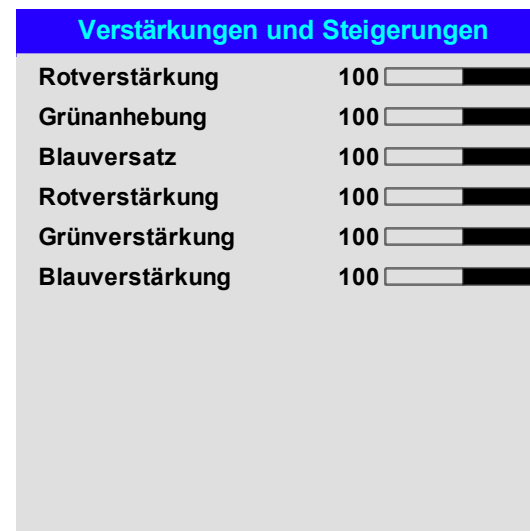 Verstärkungen und Steigerungen
Rotverstärkung 100
Grünanhebung 100
Blauversatz 100
Rotverstärkung 100
Grünverstärkung 100
Blauverstärkung 100